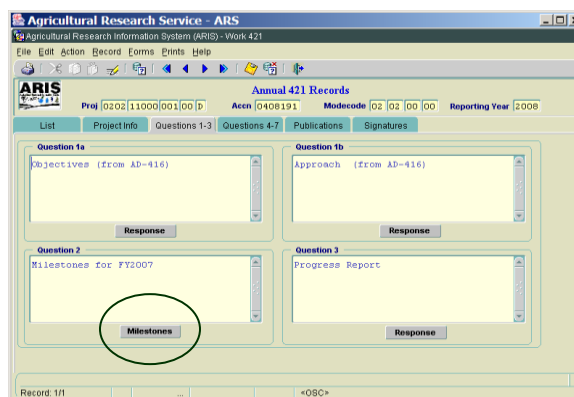 Agricultural Research Service - ARS
Agricultural Research Information System (ARIS) - Work 421
File Edit Action Record Forms Prints Help
ARIS
Annual 421 Records
Proj 0202 11000 001 00 D Accn 0408191 Modecode 02 02 00 00 Reporting Year 2008
List Project Info Questions 1-3 Questions 4-7 Publications Signatures
Question 1a Question 1b
Objectives (from AD-416) Approach (from AD-416)
Response Response
Question 2 Question 3
Milestones for FY2007 Progress Report
Milestones Response
Record: 1/1 ... <OSC>